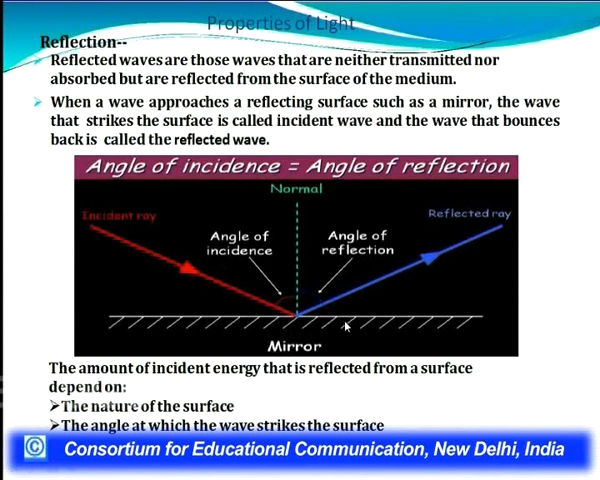 Properties of Light
Reflection--
➢ Reflected waves are those waves that are neither transmitted nor
absorbed but are reflected from the surface of the medium.
➢ When a wave approaches a reflecting surface such as a mirror, the wave
that strikes the surface is called incident wave and the wave that bounces
back is called the reflected wave.
Angle of incidence = Angle of reflection
Normal
Incident ray
Reflected ray
Angle of
incidence
Angle of
reflection
Mirror
The amount of incident energy that is reflected from a surface
depend on:
➢The nature of the surface
➢The angle at which the wave strikes the surface
© Consortium for Educational Communication, New Delhi, India